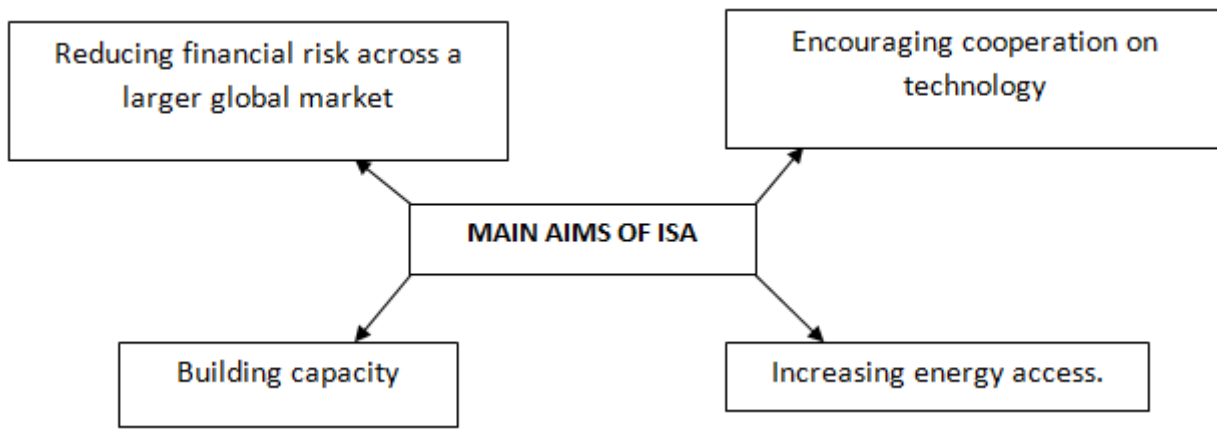 Reducing financial risk across a
larger global market
Encouraging cooperation on
technology
MAIN AIMS OF ISA
Building capacity
Increasing energy access.